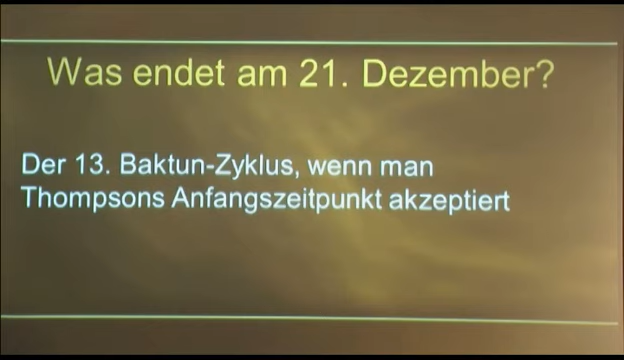 Was endet am 21. Dezember?
Der 13. Baktun-Zyklus, wenn man
Thompsons Anfangszeitpunkt akzeptiert